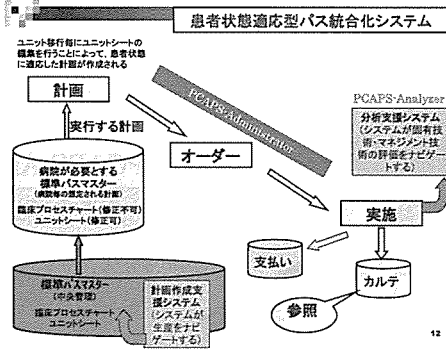 患者状態適応型パス統合化システム
ユニット移行毎にユニットシートの
編集を行うことによって、患者状態
に適応した計画が作成される
計画
実行する計画
PCAPS-Administrator
オーダー
PCAPS-Analyzer
分析支援システム
(システムが固有技
術・マネジメント技
術の評価をナビゲー
トする)
病院が必要とする
標準パスマスター
(病院毎の想定される計画)
臨床プロセスチャート(修正不可)
ユニットシート(修正可)
実施
支払い
カルテ
参照
標準パスマスター
(中央管理)
臨床プロセスチャート
ユニットシート
計画作成支
援システム
(システムが
生産をナビ
ゲートする)
12